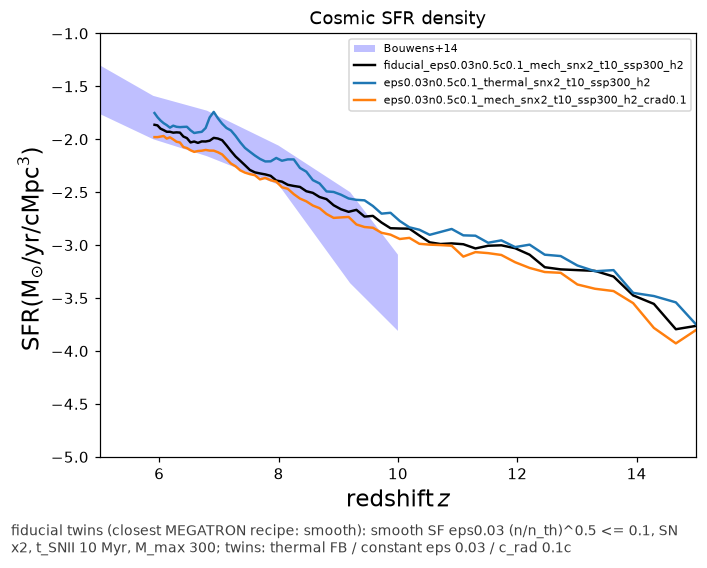 Cosmic SFR density
Bouwens+14
fiducial_eps0.03n0.5c0.1_mech_snx2_t10_ssp300_h2
eps0.03n0.5c0.1_thermal_snx2_t10_ssp300_h2
eps0.03n0.5c0.1_mech_snx2_t10_ssp300_h2_crad0.1
SFR(M⊙/yr/cMpc³)
−1.0
−1.5
−2.0
−2.5
−3.0
−3.5
−4.0
−4.5
−5.0
6 8 10 12 14
redshift z
fiducial twins (closest MEGATRON recipe: smooth): smooth SF eps0.03 (n/n_th)^0.5 <= 0.1, SN
x2, t_SNII 10 Myr, M_max 300; twins: thermal FB / constant eps 0.03 / c_rad 0.1c